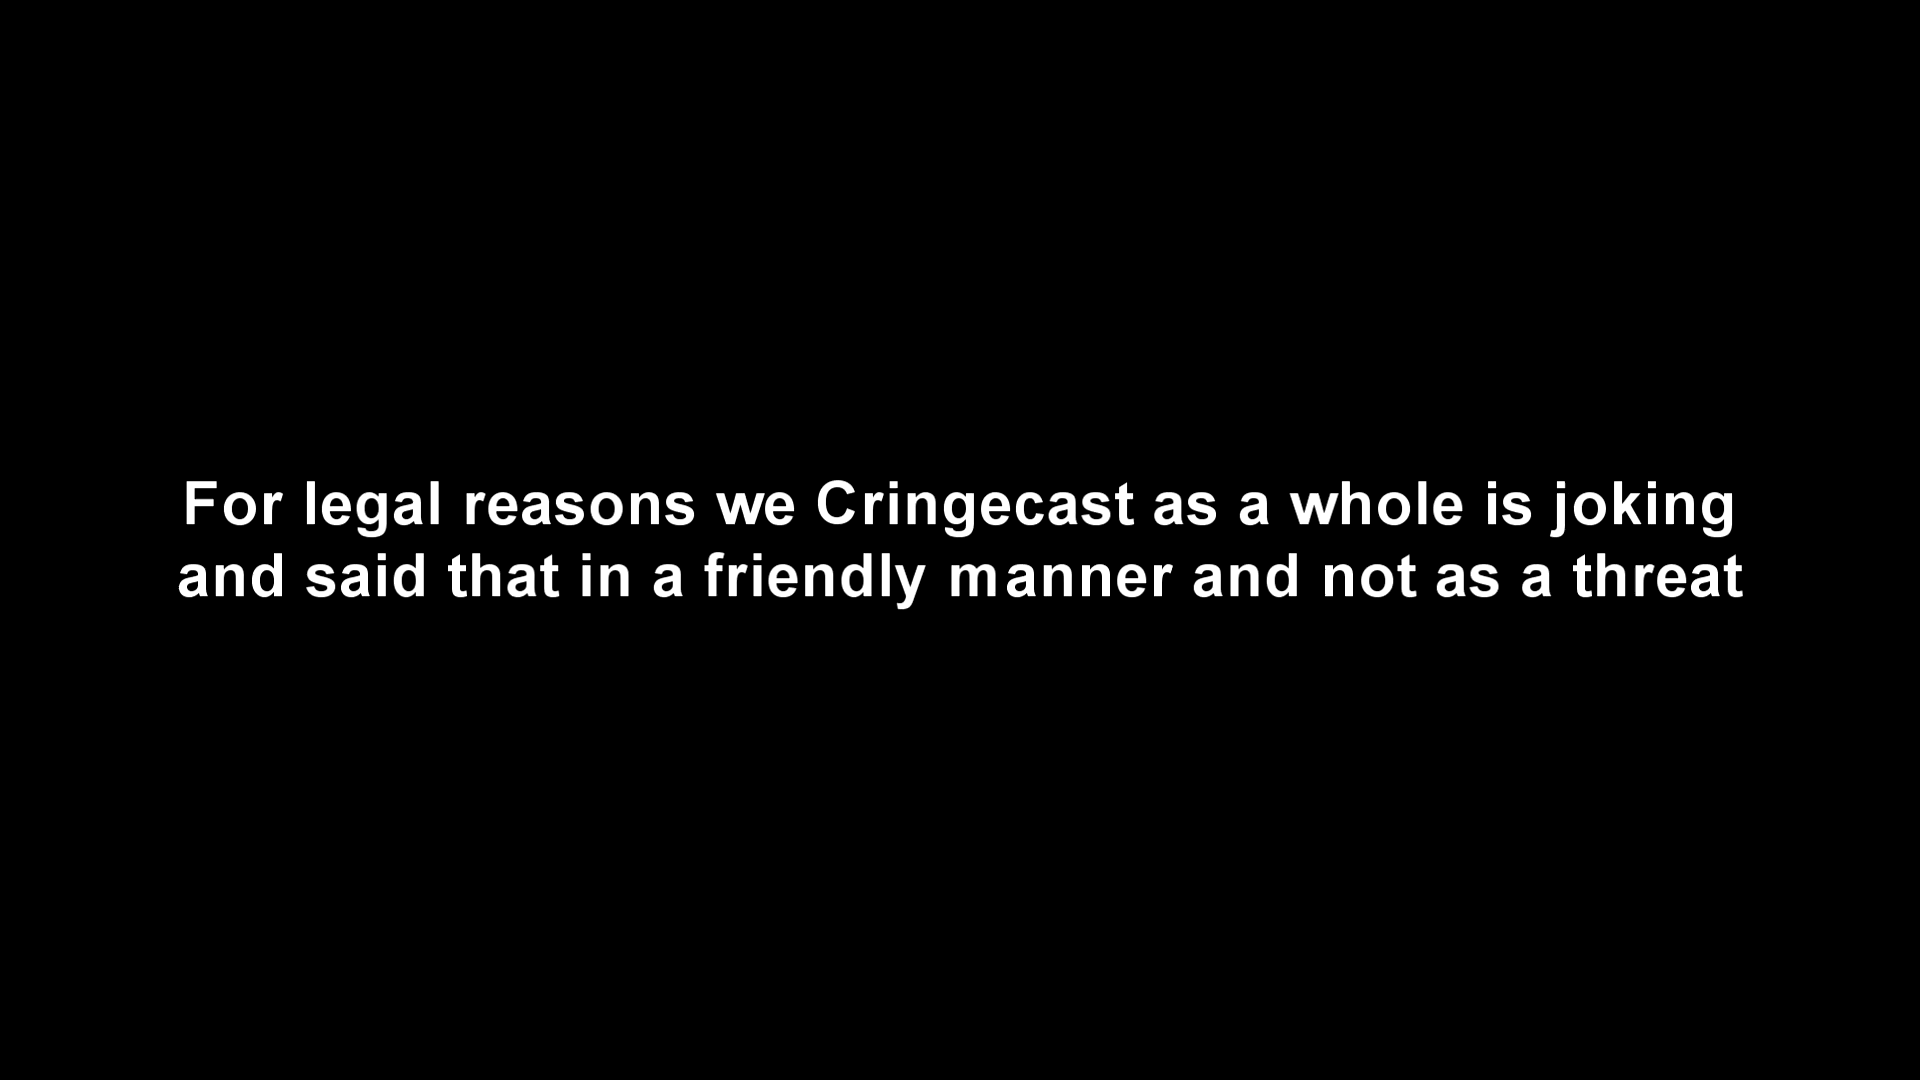 For legal reasons we Cringecast as a whole is joking
and said that in a friendly manner and not as a threat